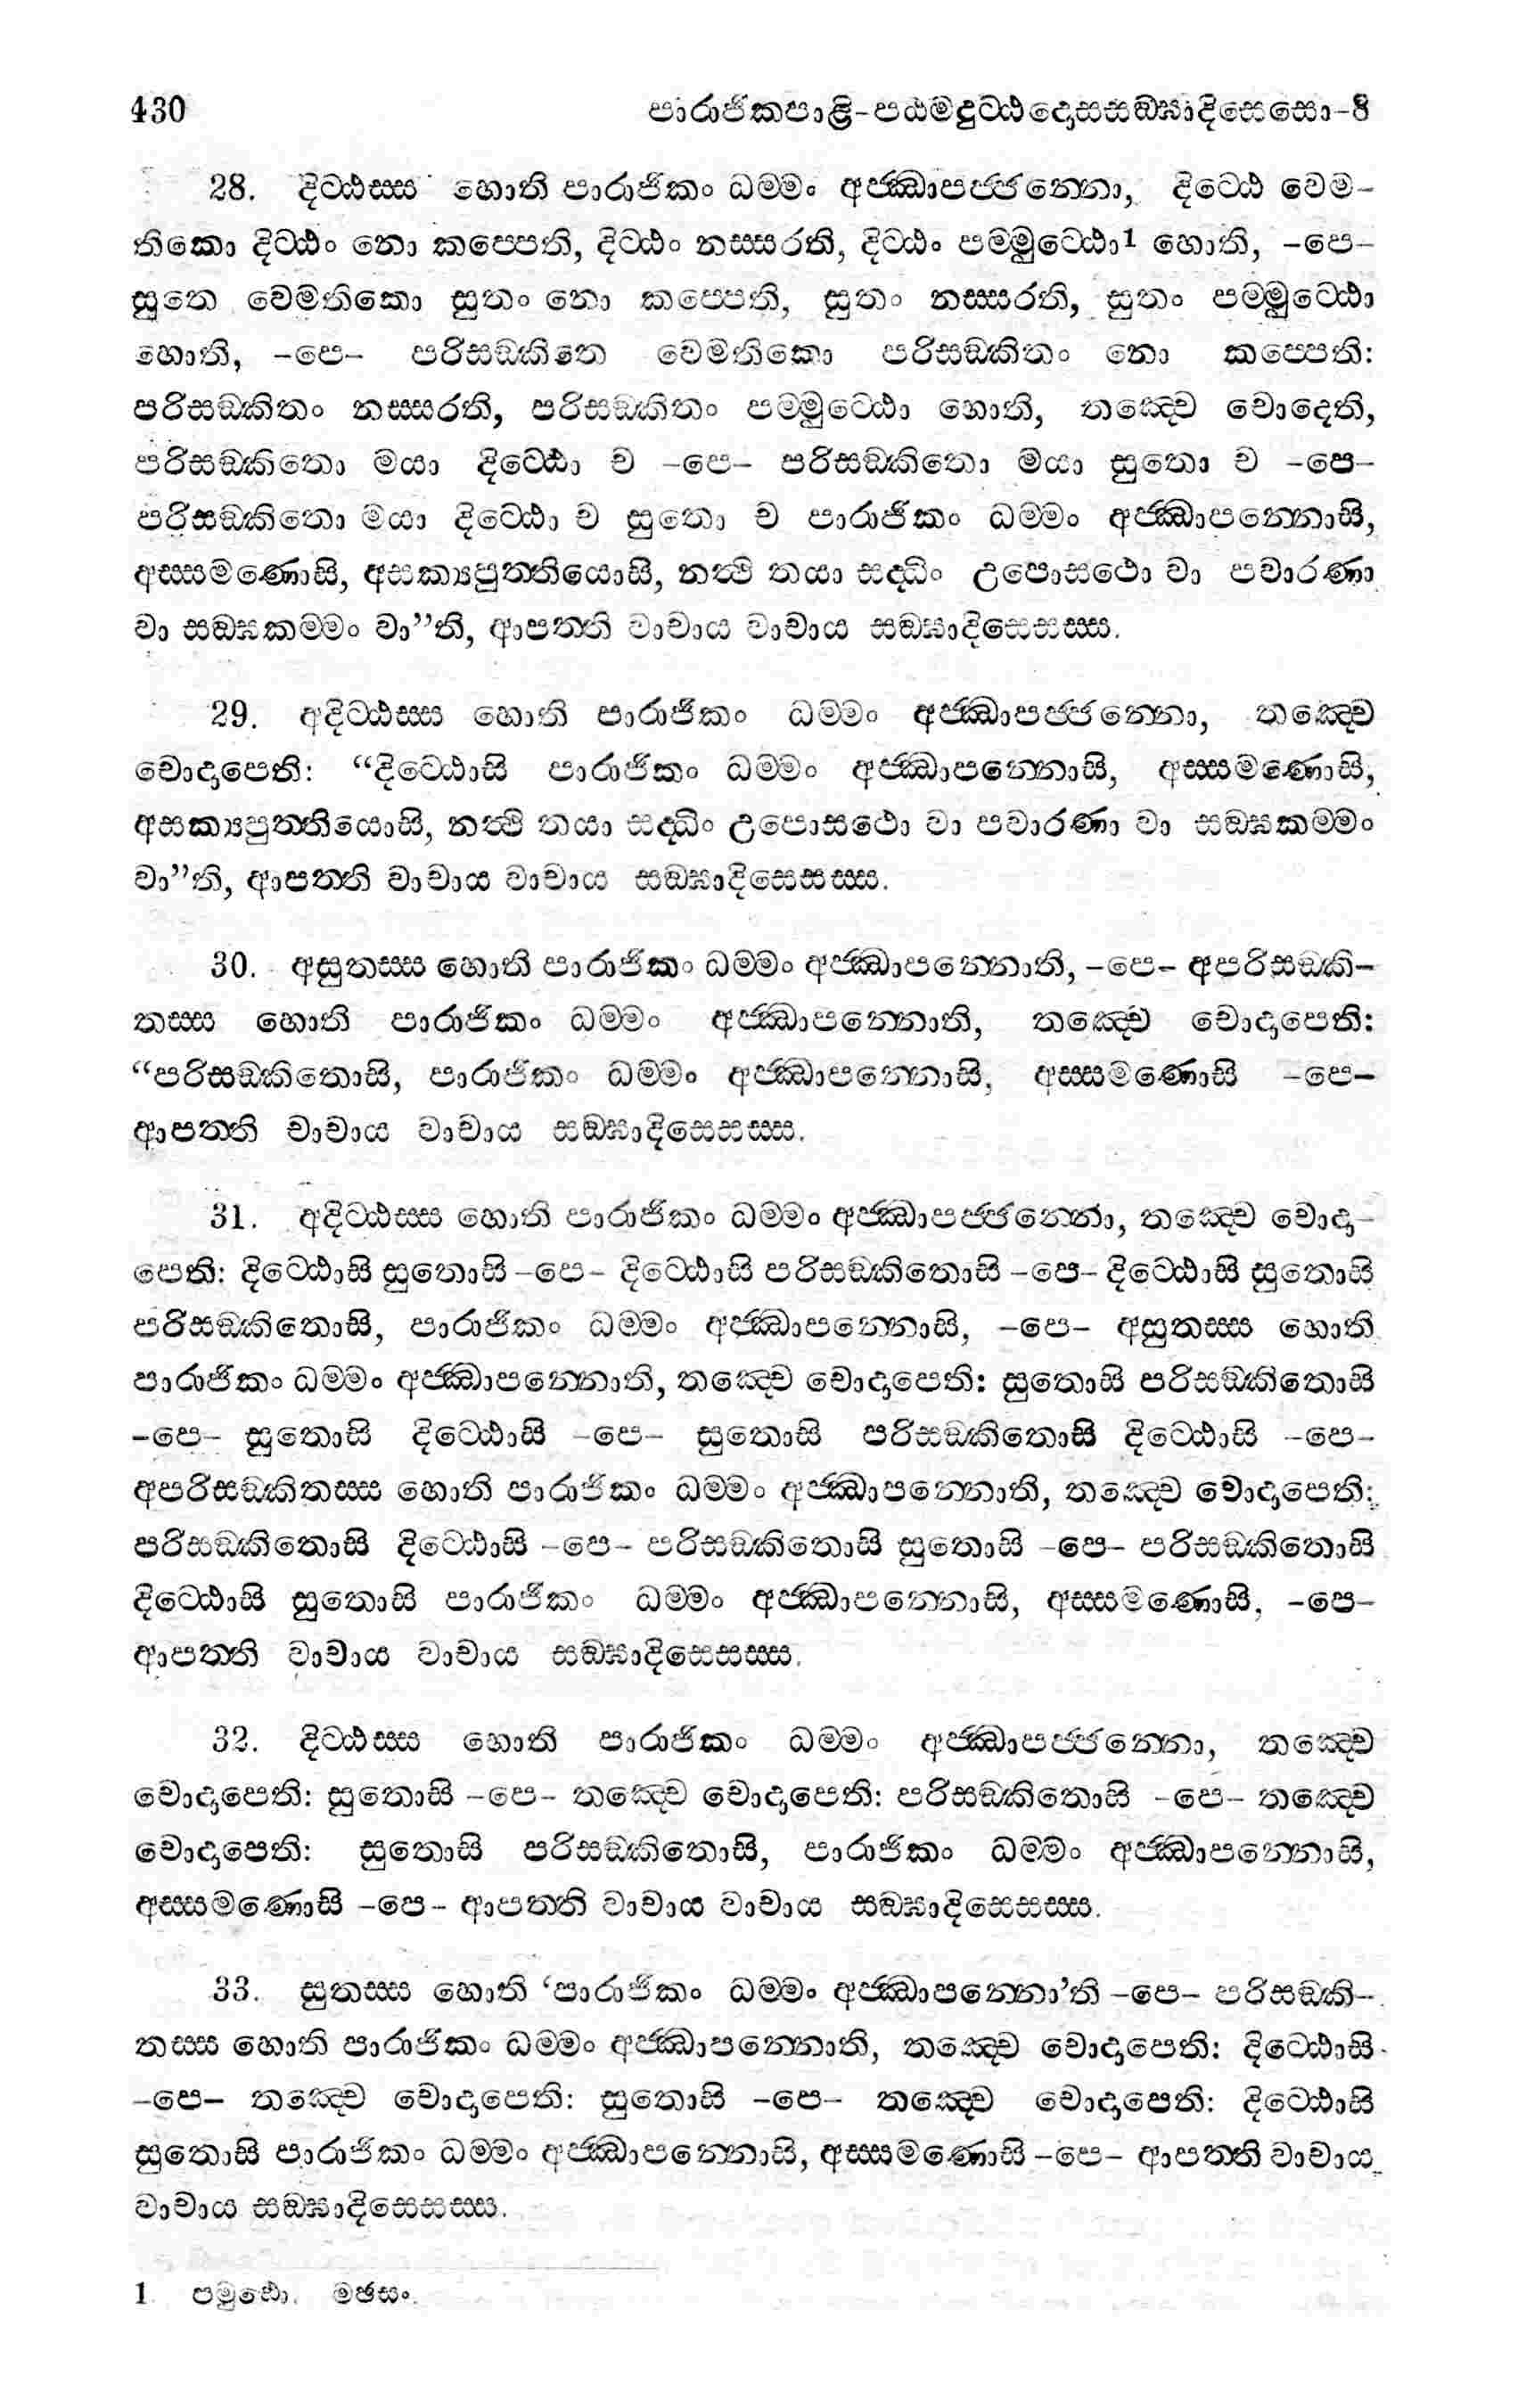 430 පාරාජිකපාළි-පඨමදුට්ඨදොසසඞ්ඝාදිසෙසො-8
28. දිට්ඨස්ස හොති පාරාජිකං ධම්මං අජ්ඣාපජ්ජන්තො, දිට්ඨෙ වෙම-
තිකො දිට්ඨං නො කප්පෙති, දිට්ඨං නස්සරති, දිට්ඨං පම්මුට්ඨො1 හොති, -පෙ-
සුතෙ වෙමතිකො සුතං නො කප්පෙති, සුතං නස්සරති, සුතං පම්මුට්ඨො
හොති, -පෙ- පරිසඞ්කිතෙ වෙමතිකො පරිසඞ්කිතං නො කප්පෙති:
පරිසඞ්කිතං නස්සරති, පරිසඞ්කිතං පම්මුට්ඨො හොති, තඤ්චෙ චොදෙති,
පරිසඞ්කිතො මයා දිට්ඨො ච -පෙ- පරිසඞ්කිතො මයා සුතො ච -පෙ-
පරිසඞ්කිතො මයා දිට්ඨො ච සුතො ච පාරාජිකං ධම්මං අජ්ඣාපන්නොසි,
අස්සමණොසි, අසක්‍යපුත්තියොසි, නත්ථි තයා සද්ධිං උපොසථො වා පවාරණා
වා සඞ්ඝකම්මං වා”ති, ආපත්ති වාචාය වාචාය සඞ්ඝාදිසෙසස්ස.
29. අදිට්ඨස්ස හොති පාරාජිකං ධම්මං අජ්ඣාපජ්ජන්තො, තඤ්චෙ
චොදාපෙති: “දිට්ඨොසි පාරාජිකං ධම්මං අජ්ඣාපන්නොසි, අස්සමණොසි,
අසක්‍යපුත්තියොසි, නත්ථි තයා සද්ධිං උපොසථො වා පවාරණා වා සඞ්ඝකම්මං
වා”ති, ආපත්ති වාචාය වාචාය සඞ්ඝාදිසෙසස්ස.
30. අසුතස්ස හොති පාරාජිකං ධම්මං අජ්ඣාපන්නොති, -පෙ- අපරිසඞ්කි-
තස්ස හොති පාරාජිකං ධම්මං අජ්ඣාපන්නොති, තඤ්චෙ චොදාපෙති:
“පරිසඞ්කිතොසි, පාරාජිකං ධම්මං අජ්ඣාපන්නොසි, අස්සමණොසි -පෙ-
ආපත්ති වාචාය වාචාය සඞ්ඝාදිසෙසස්ස.
31. අදිට්ඨස්ස හොති පාරාජිකං ධම්මං අජ්ඣාපජ්ජන්තො, තඤ්චෙ චොදා-
පෙති: දිට්ඨොසි සුතොසි -පෙ- දිට්ඨොසි පරිසඞ්කිතොසි -පෙ- දිට්ඨොසි සුතොසි
පරිසඞ්කිතොසි, පාරාජිකං ධම්මං අජ්ඣාපන්නොසි, -පෙ- අසුතස්ස හොති
පාරාජිකං ධම්මං අජ්ඣාපන්නොති, තඤ්චෙ චොදාපෙති: සුතොසි පරිසඞ්කිතොසි
-පෙ- සුතොසි දිට්ඨොසි -පෙ- සුතොසි පරිසඞ්කිතොසි දිට්ඨොසි -පෙ-
අපරිසඞ්කිතස්ස හොති පාරාජිකං ධම්මං අජ්ඣාපන්නොති, තඤ්චෙ චොදාපෙති:
පරිසඞ්කිතොසි දිට්ඨොසි -පෙ- පරිසඞ්කිතොසි සුතොසි -පෙ- පරිසඞ්කිතොසි
දිට්ඨොසි සුතොසි පාරාජිකං ධම්මං අජ්ඣාපන්නොසි, අස්සමණොසි, -පෙ-
ආපත්ති වාචාය වාචාය සඞ්ඝාදිසෙසස්ස.
32. දිට්ඨස්ස හොති පාරාජිකං ධම්මං අජ්ඣාපජ්ජන්තො, තඤ්චෙ
චොදාපෙති: සුතොසි -පෙ- තඤ්චෙ චොදාපෙති: පරිසඞ්කිතොසි -පෙ- තඤ්චෙ
චොදාපෙති: සුතොසි පරිසඞ්කිතොසි, පාරාජිකං ධම්මං අජ්ඣාපන්නොසි,
අස්සමණොසි -පෙ- ආපත්ති වාචාය වාචාය සඞ්ඝාදිසෙසස්ස.
33. සුතස්ස හොති ‘පාරාජිකං ධම්මං අජ්ඣාපන්නො’ති -පෙ- පරිසඞ්කි-
තස්ස හොති පාරාජිකං ධම්මං අජ්ඣාපන්නොති, තඤ්චෙ චොදාපෙති: දිට්ඨොසි
-පෙ- තඤ්චෙ චොදාපෙති: සුතොසි -පෙ- තඤ්චෙ චොදාපෙති: දිට්ඨොසි
සුතොසි පාරාජිකං ධම්මං අජ්ඣාපන්නොසි, අස්සමණොසි -පෙ- ආපත්ති වාචාය
වාචාය සඞ්ඝාදිසෙසස්ස.
1 පමුට්ඨො. මඡසං.